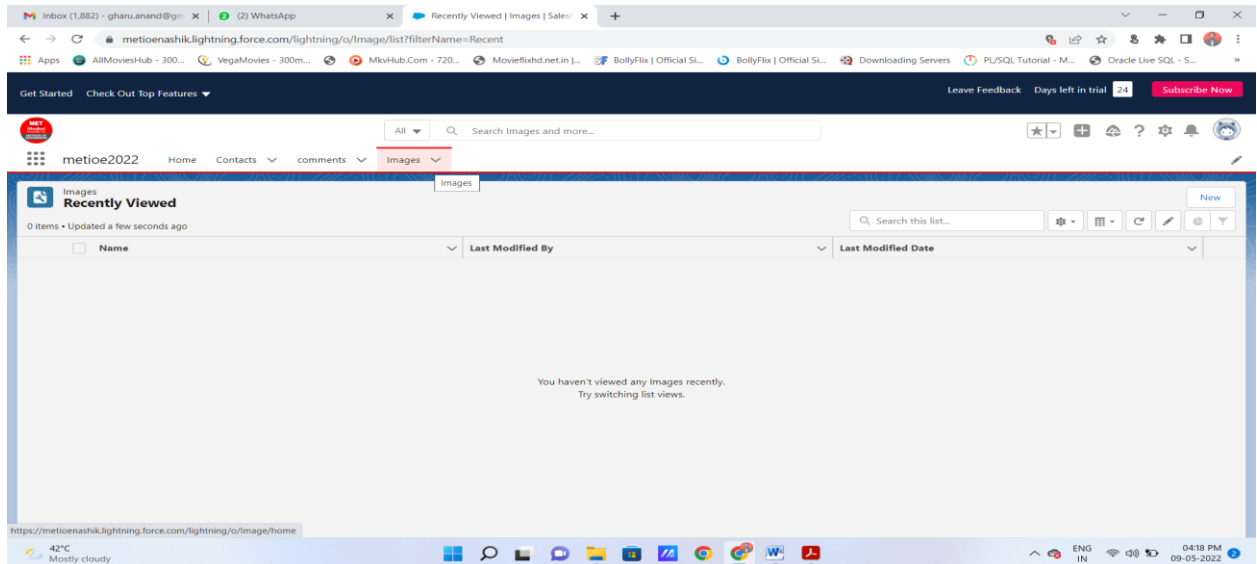 Inbox (1,882) - gharu.anand@gm
(2) WhatsApp
Recently Viewed | Images | Sales
metioenashik.lightning.force.com/lightning/o/Image/list?filterName=Recent
Apps AllMoviesHub - 300... VegaMovies - 300m... MkvHub.Com - 720... Movieflixhd.net.in |... BollyFlix | Official Si... BollyFlix | Official Si... Downloading Servers PL/SQL Tutorial - M... Oracle Live SQL - S... »
Get Started Check Out Top Features Leave Feedback Days left in trial 24 Subscribe Now
MET
All Search Images and more...
metioe2022 Home Contacts comments Images
Images
Images
Recently Viewed
New
0 items • Updated a few seconds ago
Search this list...
Name Last Modified By Last Modified Date
You haven't viewed any Images recently.
Try switching list views.
https://metioenashik.lightning.force.com/lightning/o/Image/home
42°C
Mostly cloudy
ENG
IN
04:18 PM
09-05-2022
2